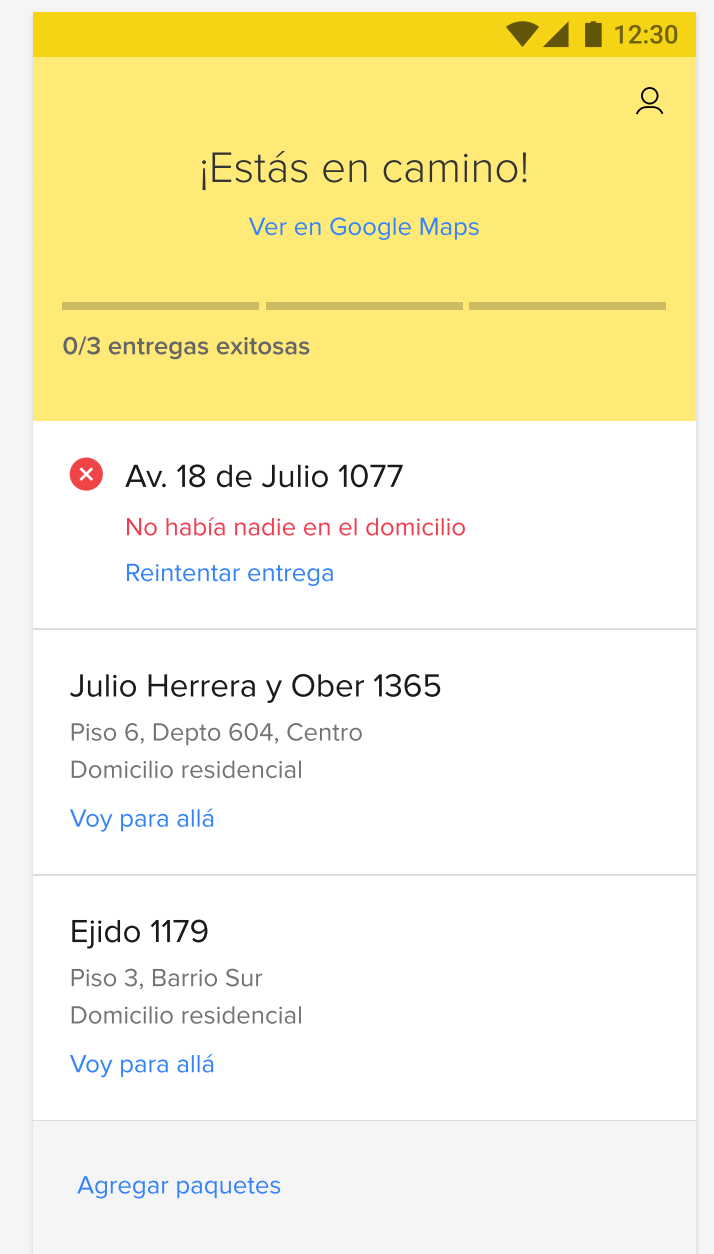 12:30
¡Estás en camino!
Ver en Google Maps
0/3 entregas exitosas
Av. 18 de Julio 1077
No había nadie en el domicilio
Reintentar entrega
Julio Herrera y Ober 1365
Piso 6, Depto 604, Centro
Domicilio residencial
Voy para allá
Ejido 1179
Piso 3, Barrio Sur
Domicilio residencial
Voy para allá
Agregar paquetes